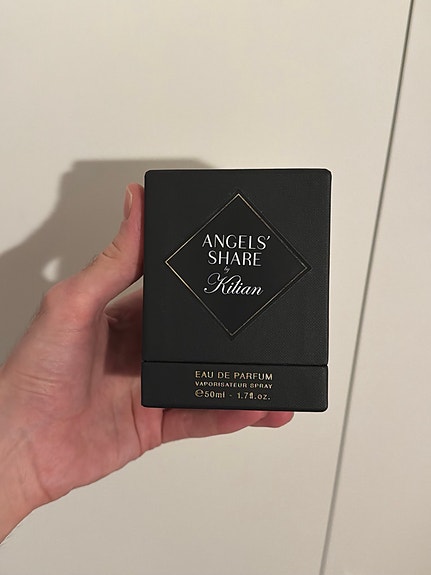 ANGELS'
SHARE
by
Kilian
EAU DE PARFUM
VAPORISATEUR SPRAY
℮50ml - 1.7fl.oz.